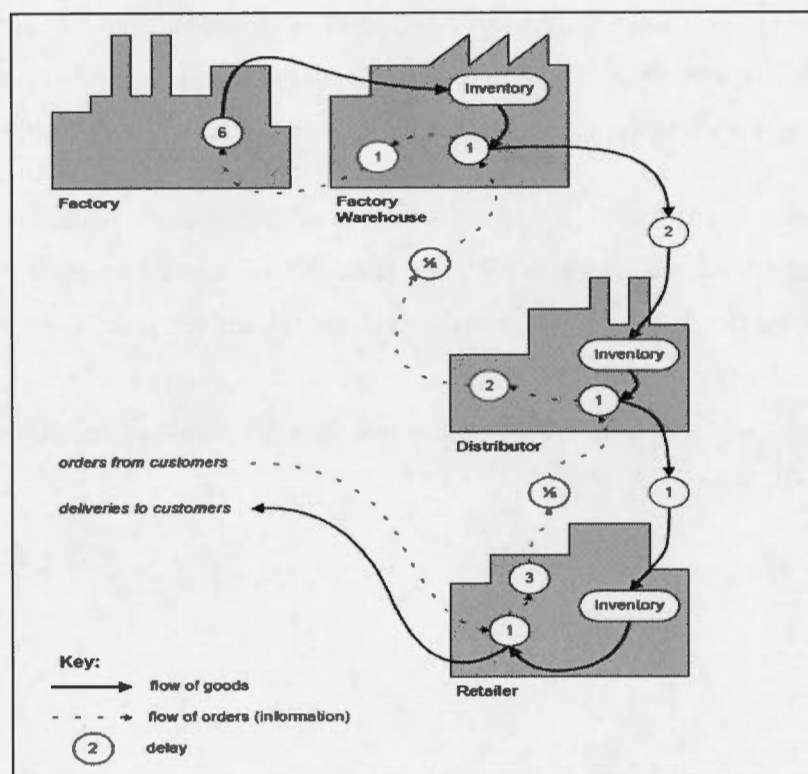 Inventory
6
1
1
Factory
Factory
Warehouse
2
½
Inventory
2
1
Distributor
orders from customers
½
1
deliveries to customers
3
Inventory
1
Key:
flow of goods
Retailer
flow of orders (information)
2
delay